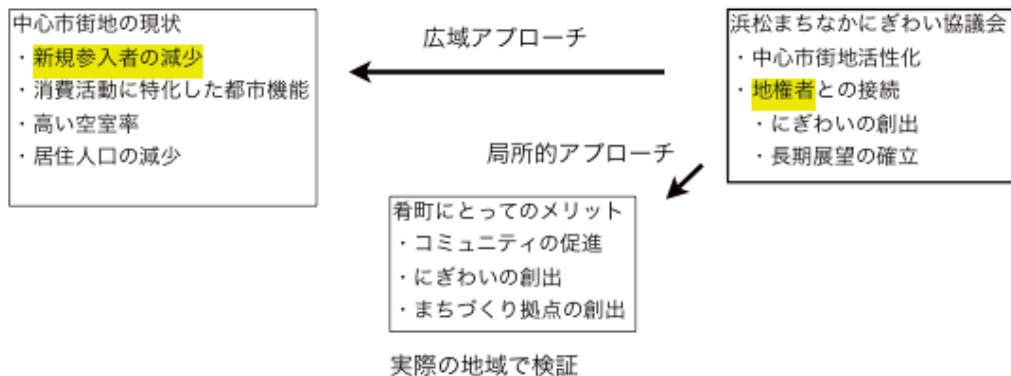 中心市街地の現状
・新規参入者の減少
・消費活動に特化した都市機能
・高い空室率
・居住人口の減少
広域アプローチ
浜松まちなかにぎわい協議会
・中心市街地活性化
・地権者との接続
・にぎわいの創出
・長期展望の確立
局所的アプローチ
肴町にとってのメリット
・コミュニティの促進
・にぎわいの創出
・まちづくり拠点の創出
実際の地域で検証